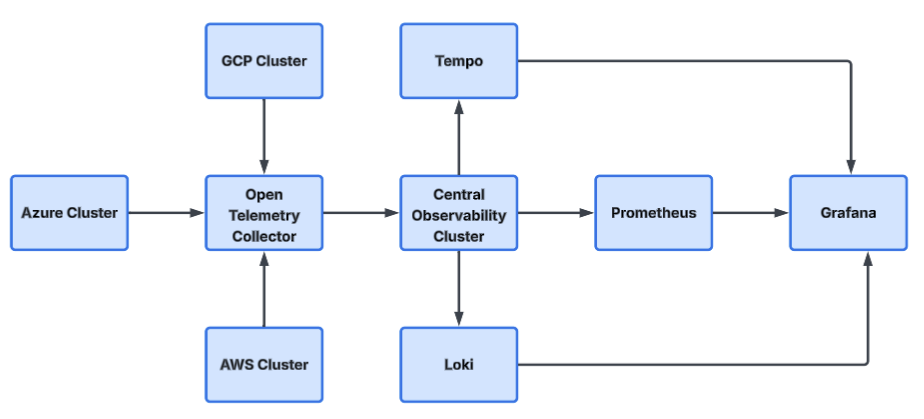 GCP Cluster
Tempo
Azure Cluster
Open
Telemetry
Collector
Central
Observability
Cluster
Prometheus
Grafana
AWS Cluster
Loki